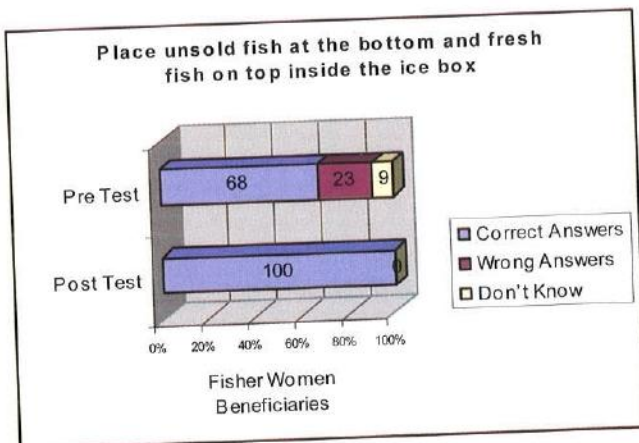 Place unsold fish at the bottom and fresh
fish on top inside the ice box
Pre Test
68
23
9
Post Test
100
0
Correct Answers
Wrong Answers
Don't Know
0%
20%
40%
60%
80%
100%
Fisher Women
Beneficiaries